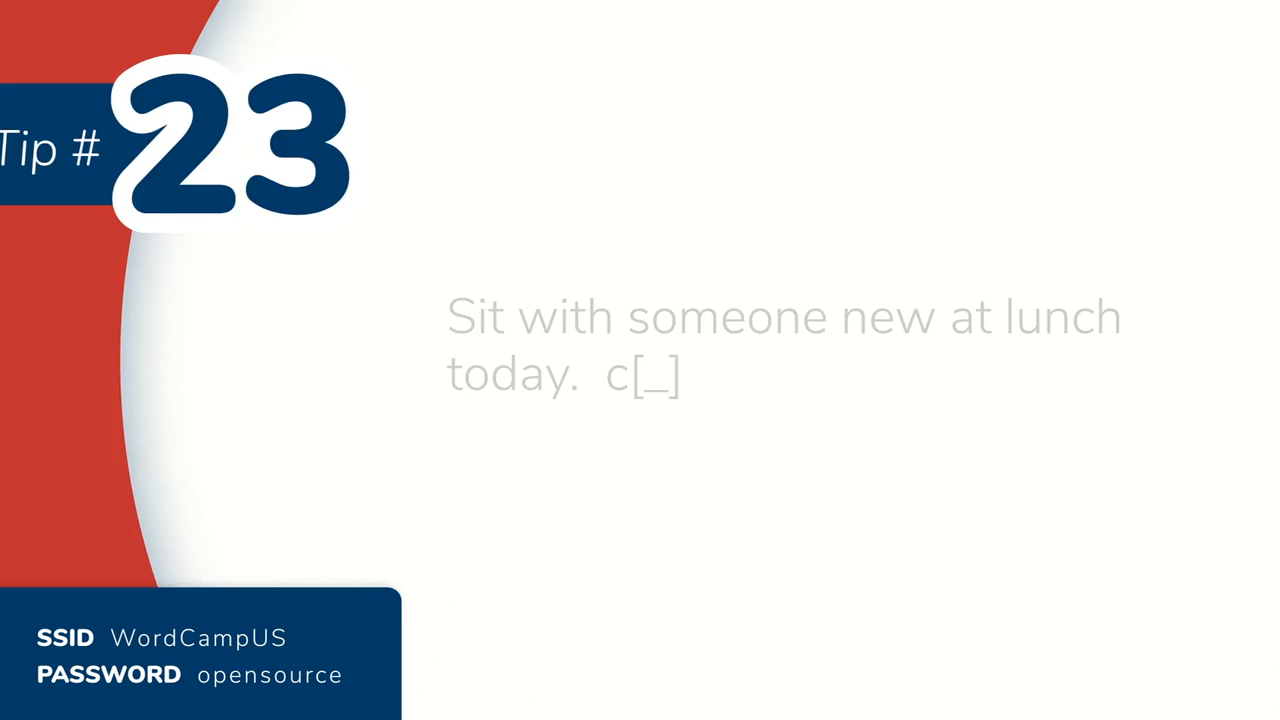 Tip # 23
Sit with someone new at lunch
today.  c[_]
SSID WordCampUS
PASSWORD opensource